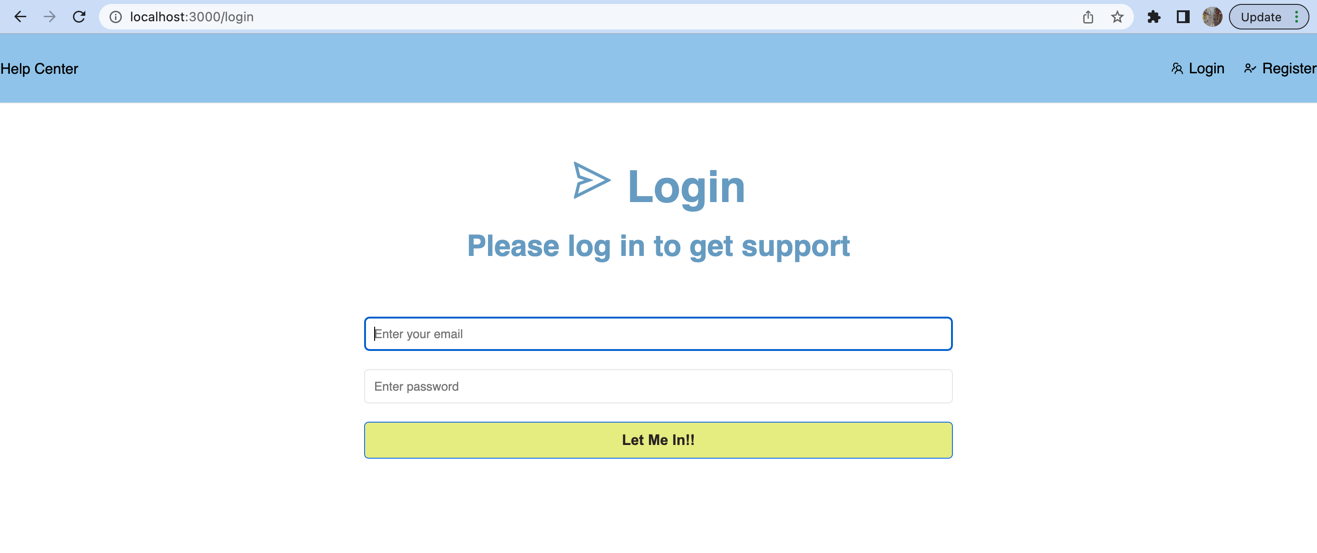 localhost:3000/login
Update
Help Center
Login
Register
Login
Please log in to get support
Enter your email
Enter password
Let Me In!!